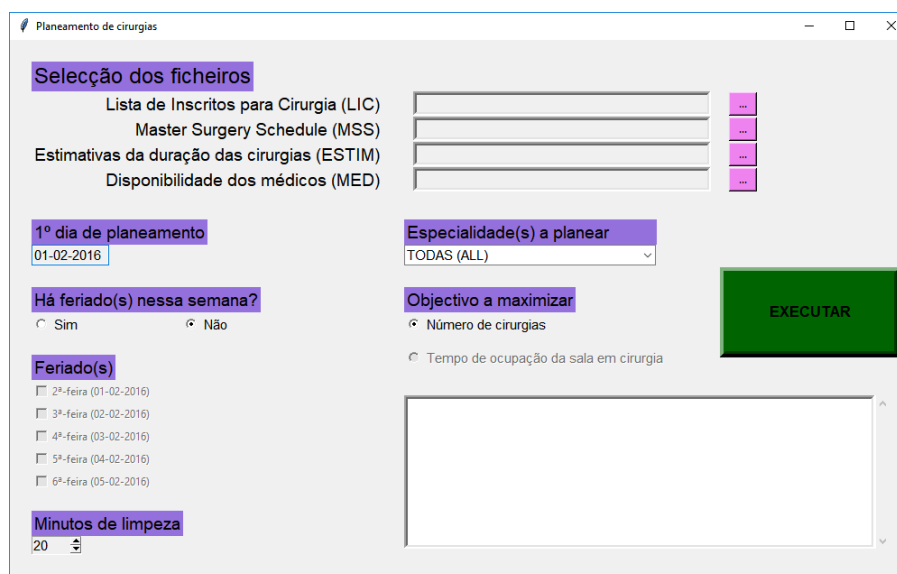 Planeamento de cirurgias
Selecção dos ficheiros
Lista de Inscritos para Cirurgia (LIC)
...
Master Surgery Schedule (MSS)
...
Estimativas da duração das cirurgias (ESTIM)
...
Disponibilidade dos médicos (MED)
...
1º dia de planeamento
01-02-2016
Especialidade(s) a planear
TODAS (ALL)
Há feriado(s) nessa semana?
Sim
Não
Objectivo a maximizar
Número de cirurgias
Tempo de ocupação da sala em cirurgia
EXECUTAR
Feriado(s)
2ª-feira (01-02-2016)
3ª-feira (02-02-2016)
4ª-feira (03-02-2016)
5ª-feira (04-02-2016)
6ª-feira (05-02-2016)
Minutos de limpeza
20